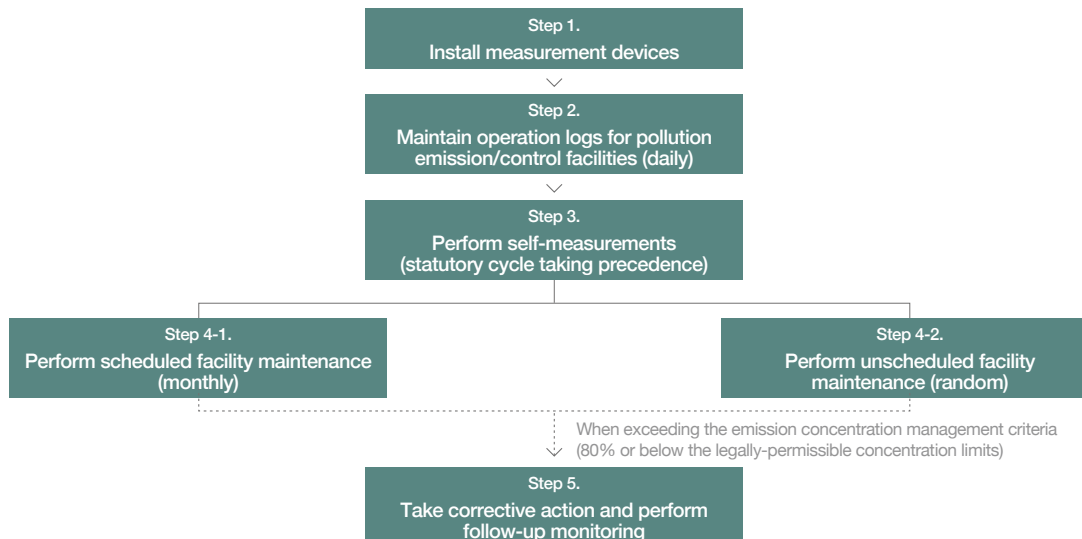 Step 1.
Install measurement devices
Step 2.
Maintain operation logs for pollution
emission/control facilities (daily)
Step 3.
Perform self-measurements
(statutory cycle taking precedence)
Step 4-1.
Perform scheduled facility maintenance
(monthly)
Step 4-2.
Perform unscheduled facility
maintenance (random)
When exceeding the emission concentration management criteria
(80% or below the legally-permissible concentration limits)
Step 5.
Take corrective action and perform
follow-up monitoring